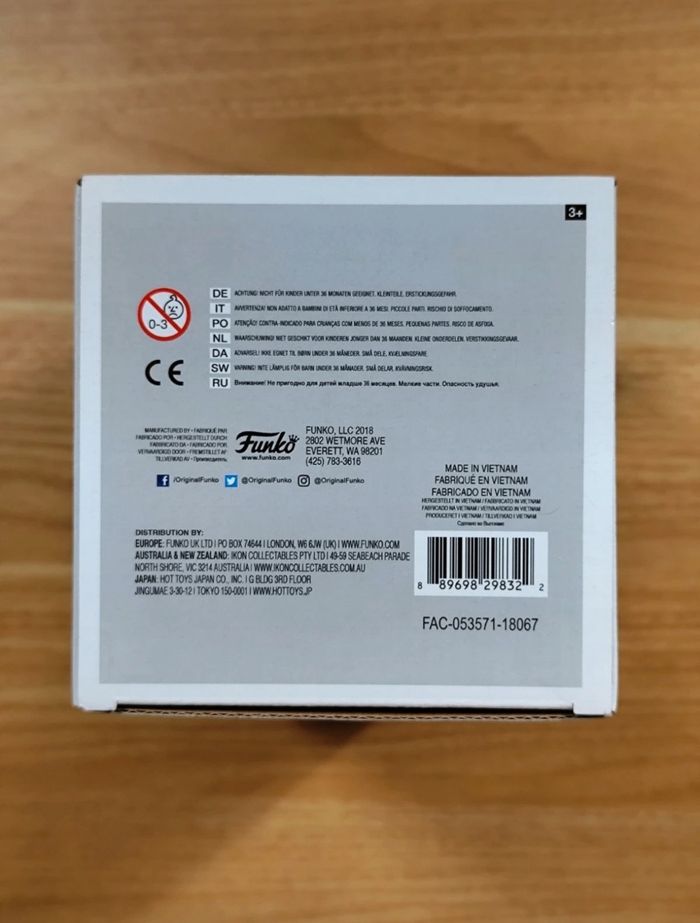 3+
0-3
DE ACHTUNG! NICHT FÜR KINDER UNTER 36 MONATEN GEEIGNET. KLEINTEILE. ERSTICKUNGSGEFAHR.
IT AVVERTENZA! NON ADATTO A BAMBINI DI ETÀ INFERIORE A 36 MESI. PICCOLE PARTI. RISCHIO DI SOFFOCAMENTO.
PO ATENÇÃO! CONTRA-INDICADO PARA CRIANÇAS COM MENOS DE 36 MESES. PEQUENAS PARTES. RISCO DE ASFIXIA.
NL WAARSCHUWING! NIET GESCHIKT VOOR KINDEREN JONGER DAN 36 MAANDEN. KLEINE ONDERDELEN. VERSTIKKINGSGEVAAR.
DA ADVARSEL! IKKE EGNET TIL BØRN UNDER 36 MÅNEDER. SMÅ DELE. KVÆLNINGSFARE.
SW VARNING! INTE LÄMPLIG FÖR BARN UNDER 36 MÅNADER. SMÅ DELAR. KVÄVNINGSRISK.
RU Внимание! Не пригодно для детей младше 36 месяцев. Мелкие части. Опасность удушья.
CE
MANUFACTURED BY • FABRIQUÉ PAR
FABRICADO POR • HERGESTELLT DURCH
FABBRICATO DA • FABRICADO POR
VERVAARDIGD DOOR • FREMSTILLET AF
TILLVERKAD AV • Производитель
Funko
www.funko.com
FUNKO, LLC 2018
2802 WETMORE AVE
EVERETT, WA 98201
(425) 783-3616
/OriginalFunko @OriginalFunko @OriginalFunko
MADE IN VIETNAM
FABRIQUÉ EN VIETNAM
FABRICADO EN VIETNAM
HERGESTELLT IN VIETNAM / FABBRICATO IN VIETNAM
FABRICADO NA VIETNAM / VERVAARDIGD IN VIETNAM
PRODUCERET I VIETNAM / TILLVERKAD I VIETNAM
Сделано во Вьетнаме
DISTRIBUTION BY:
EUROPE: FUNKO UK LTD | PO BOX 74644 | LONDON, W6 6JW (UK) | WWW.FUNKO.COM
AUSTRALIA & NEW ZEALAND: IKON COLLECTABLES PTY LTD | 49-59 SEABEACH PARADE
NORTH SHORE, VIC 3214 AUSTRALIA | WWW.IKONCOLLECTABLES.COM.AU
JAPAN: HOT TOYS JAPAN CO., INC. | G BLDG 3RD FLOOR
JINGUMAE 3-30-12 | TOKYO 150-0001 | WWW.HOTTOYS.JP
8 89698 29832 2
FAC-053571-18067